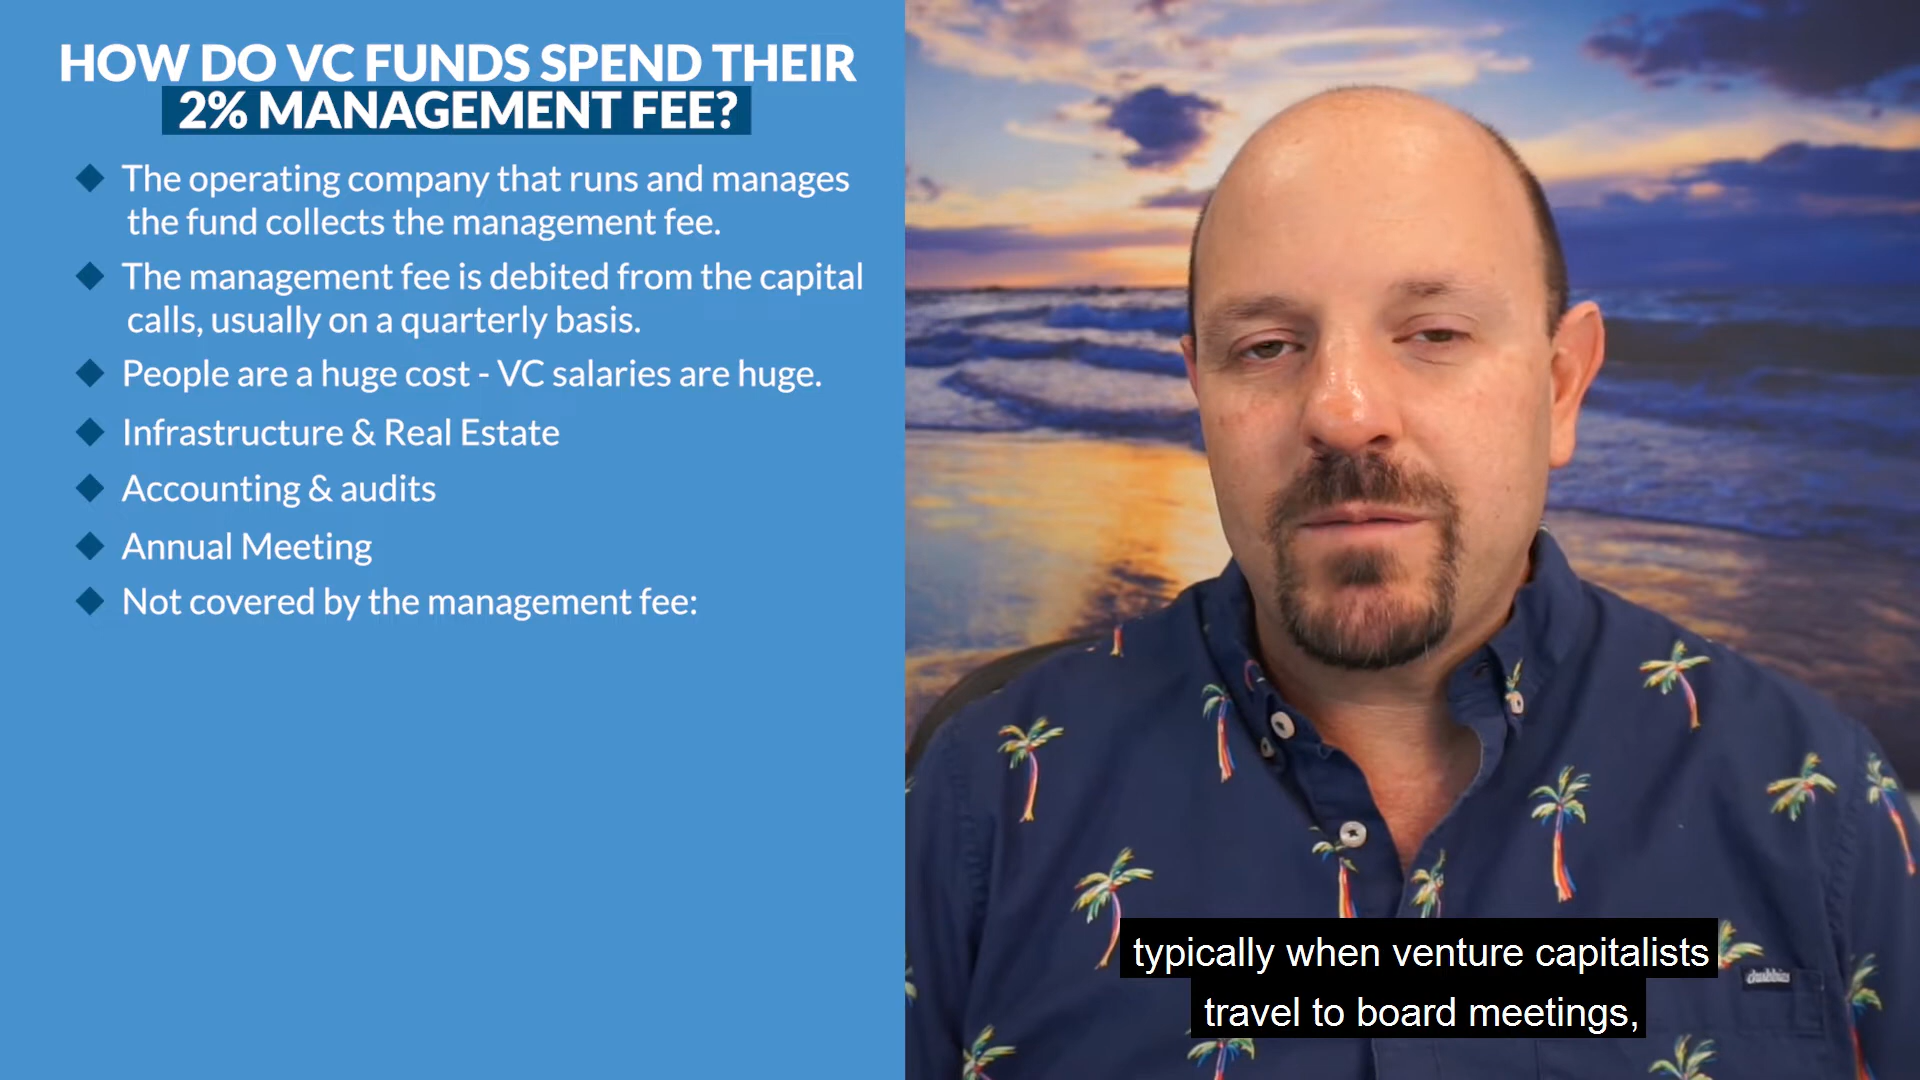 HOW DO VC FUNDS SPEND THEIR
2% MANAGEMENT FEE?
The operating company that runs and manages
the fund collects the management fee.
The management fee is debited from the capital
calls, usually on a quarterly basis.
People are a huge cost - VC salaries are huge.
Infrastructure & Real Estate
Accounting & audits
Annual Meeting
Not covered by the management fee:
typically when venture capitalists
chubbies
travel to board meetings,